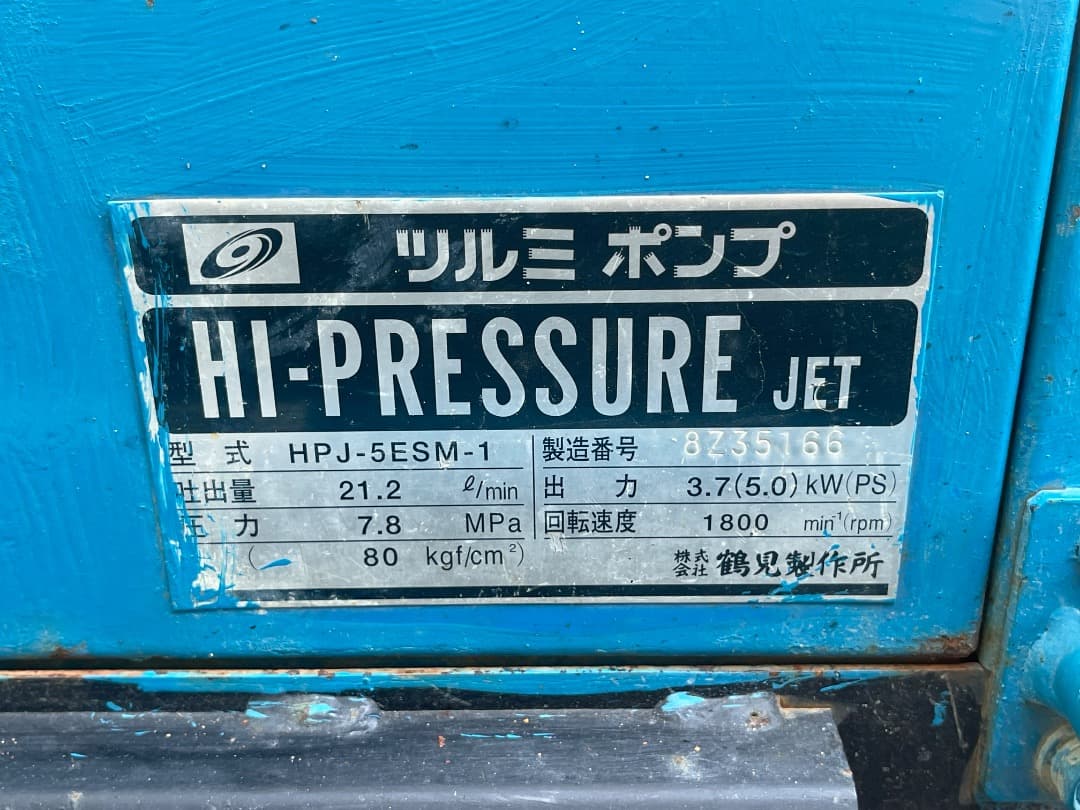 ツルミ ポンプ
HI-PRESSURE JET
型式 HPJ-5ESM-1
製造番号 8Z35166
吐出量 21.2 ℓ/min
出力 3.7(5.0)kW(PS)
圧力 7.8 MPa
回転速度 1800 min⁻¹(rpm)
( 80 kgf/cm²)
株式会社 鶴見製作所